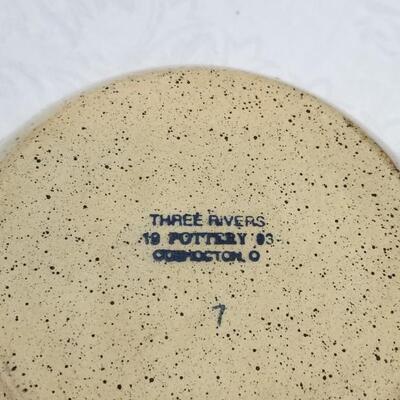 THREE RIVERS
19 POTTERY 93
COSHOCTON, O
7